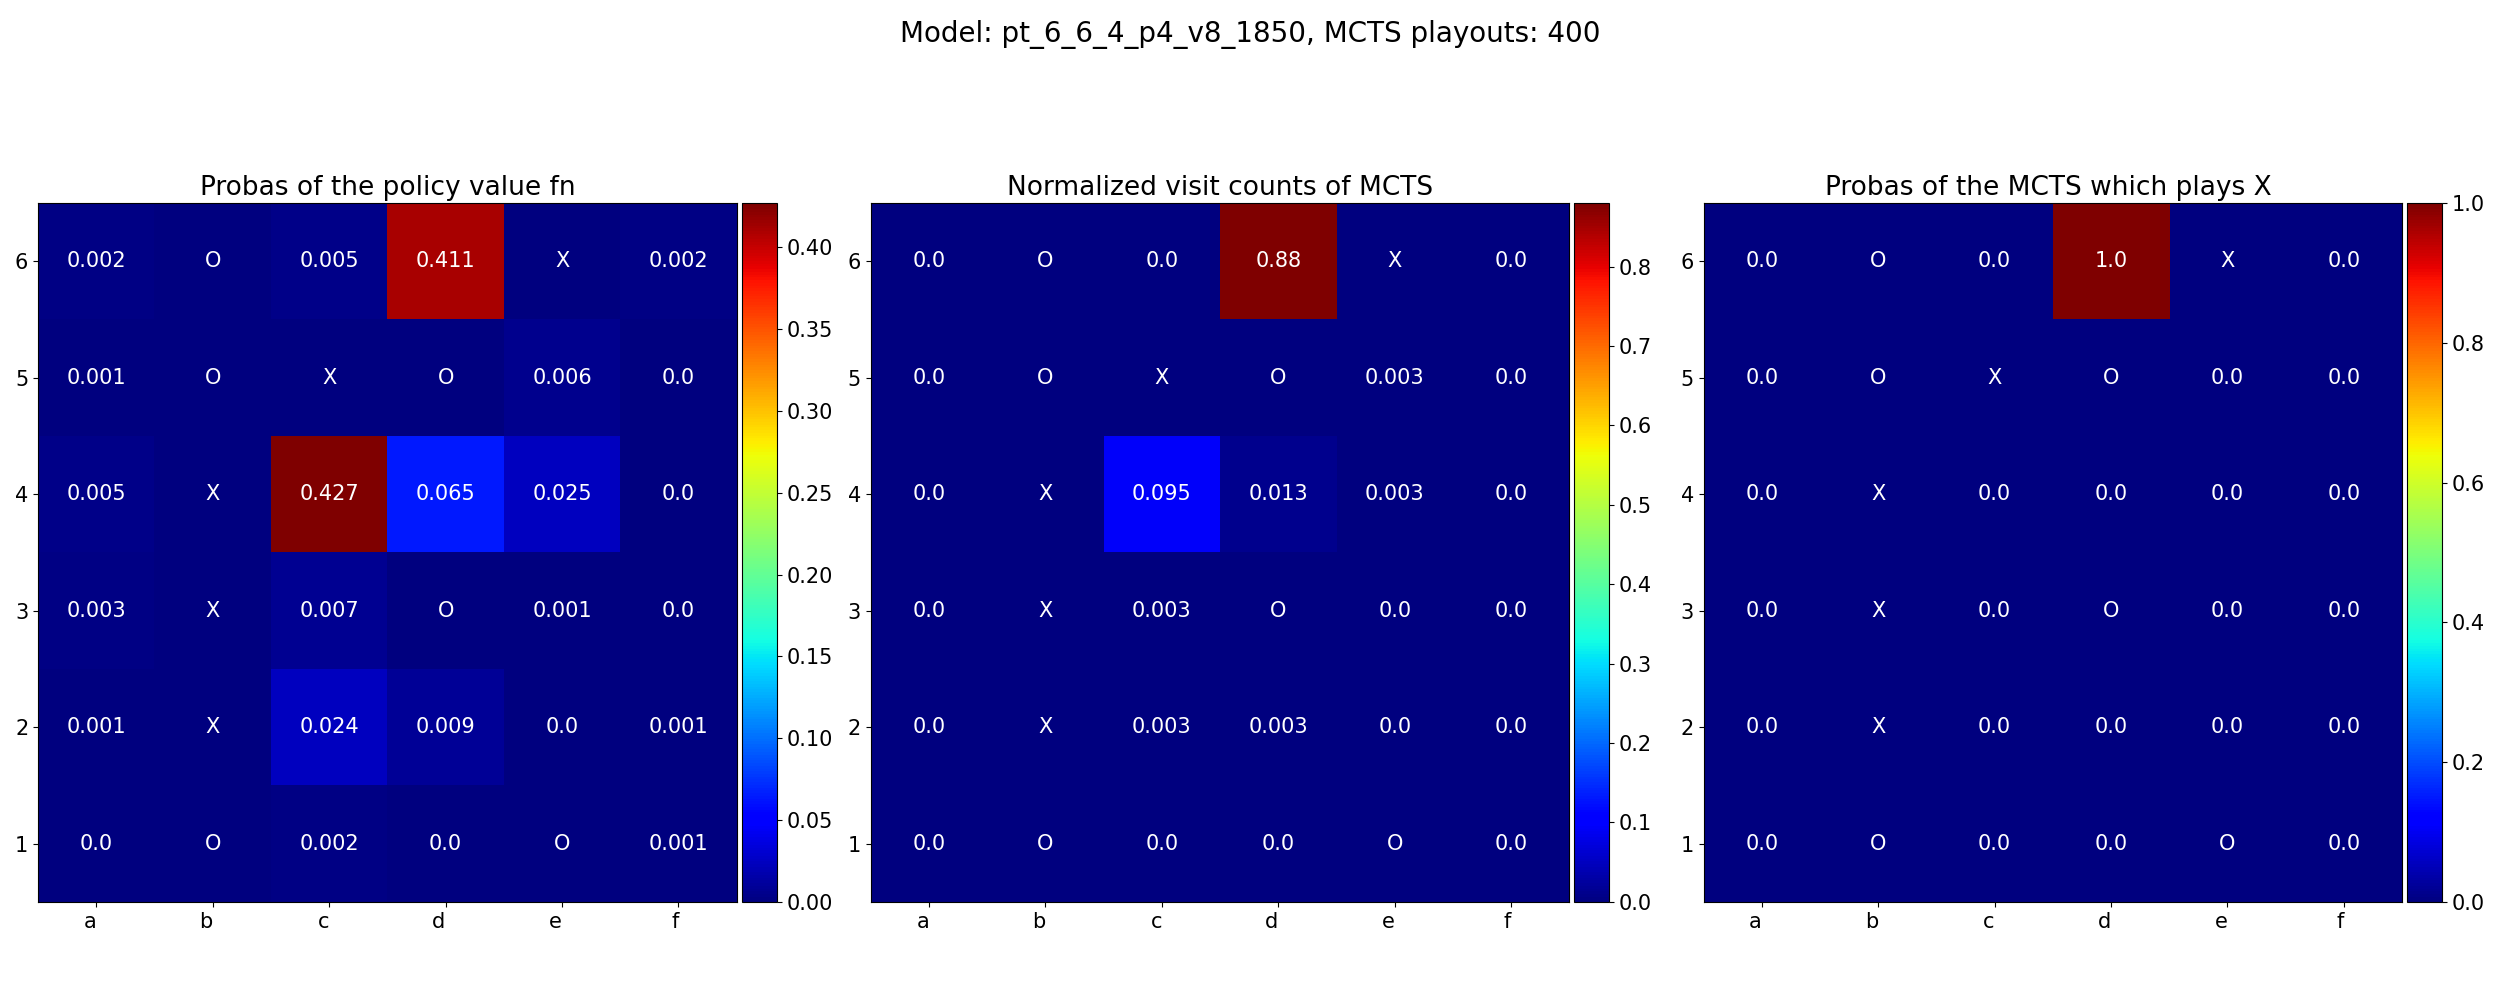 Model: pt_6_6_4_p4_v8_1850, MCTS playouts: 400
Probas of the policy value fn
6 0.002 O 0.005 0.411 X 0.002
5 0.001 O X O 0.006 0.0
4 0.005 X 0.427 0.065 0.025 0.0
3 0.003 X 0.007 O 0.001 0.0
2 0.001 X 0.024 0.009 0.0 0.001
1 0.0 O 0.002 0.0 O 0.001
a b c d e f
0.40
0.35
0.30
0.25
0.20
0.15
0.10
0.05
0.00
Normalized visit counts of MCTS
6 0.0 O 0.0 0.88 X 0.0
5 0.0 O X O 0.003 0.0
4 0.0 X 0.095 0.013 0.003 0.0
3 0.0 X 0.003 O 0.0 0.0
2 0.0 X 0.003 0.003 0.0 0.0
1 0.0 O 0.0 0.0 O 0.0
a b c d e f
0.8
0.7
0.6
0.5
0.4
0.3
0.2
0.1
0.0
Probas of the MCTS which plays X
6 0.0 O 0.0 1.0 X 0.0
5 0.0 O X O 0.0 0.0
4 0.0 X 0.0 0.0 0.0 0.0
3 0.0 X 0.0 O 0.0 0.0
2 0.0 X 0.0 0.0 0.0 0.0
1 0.0 O 0.0 0.0 O 0.0
a b c d e f
1.0
0.8
0.6
0.4
0.2
0.0